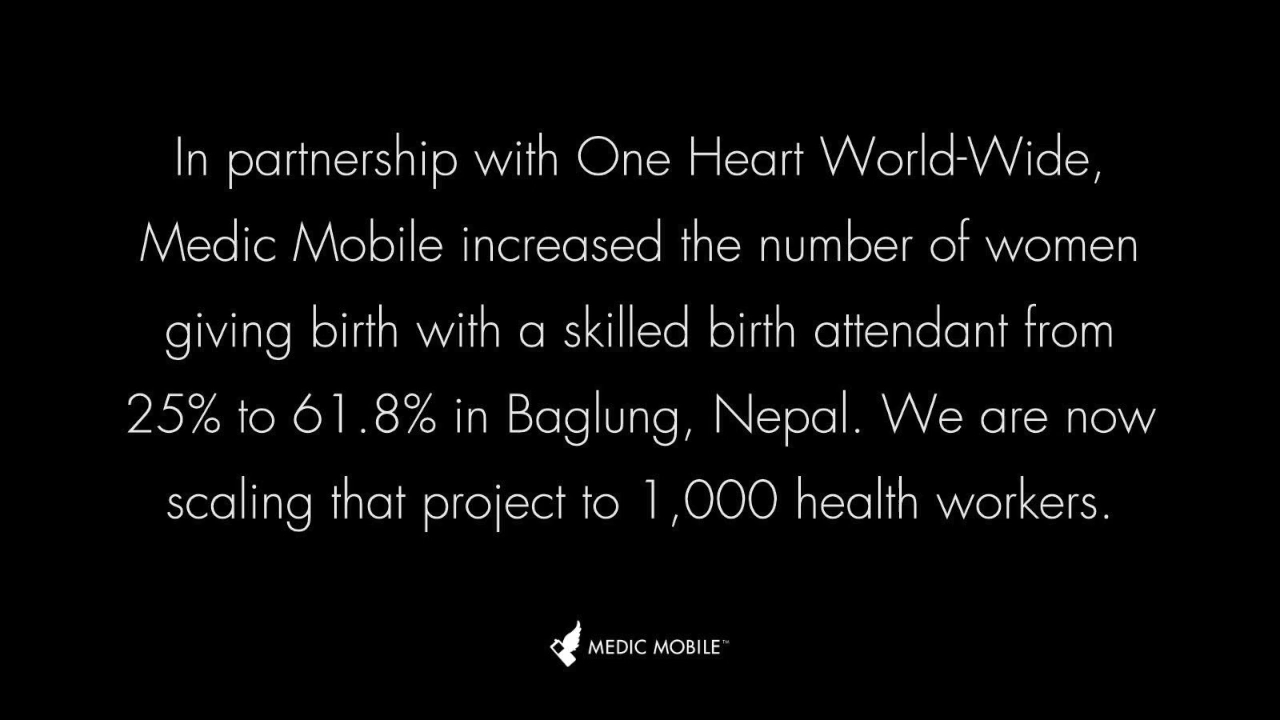 In partnership with One Heart World-Wide,
Medic Mobile increased the number of women
giving birth with a skilled birth attendant from
25% to 61.8% in Baglung, Nepal. We are now
scaling that project to 1,000 health workers.
MEDIC MOBILE™